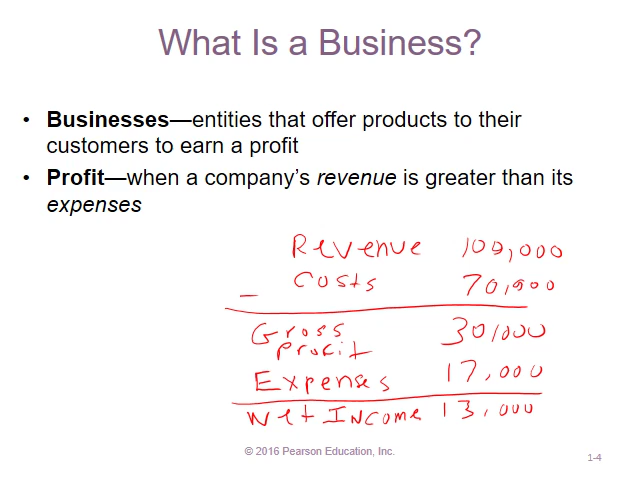 What Is a Business?
• Businesses—entities that offer products to their
customers to earn a profit
• Profit—when a company's revenue is greater than its
expenses
Revenue 100,000
– Costs 70,000
Gross Profit 30,000
Expenses 17,000
Net Income 13,000
© 2016 Pearson Education, Inc.
1-4